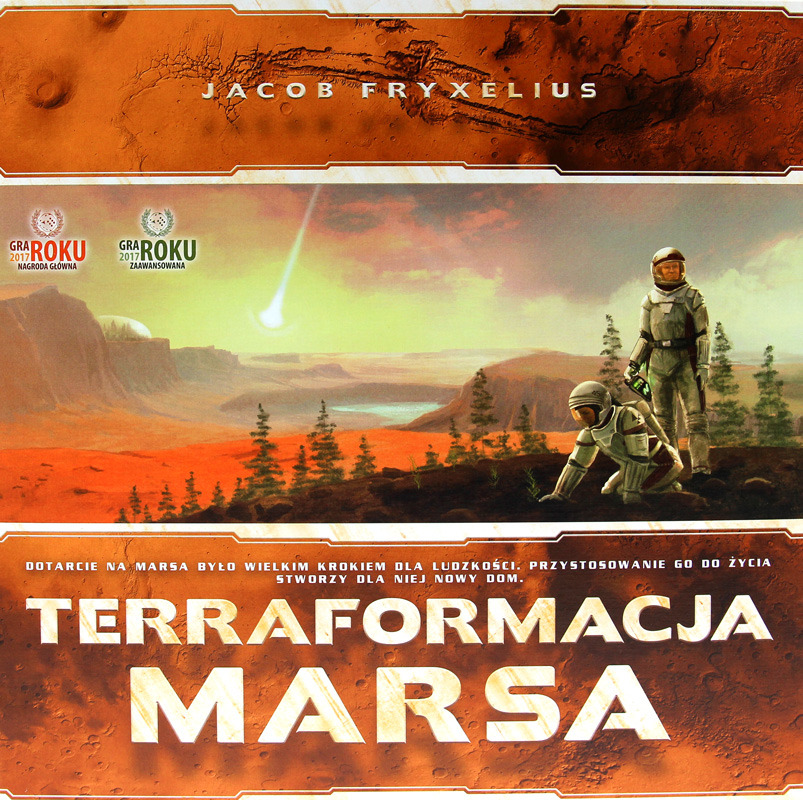 JACOB FRYXELIUS
GRA
2017 ROKU
NAGRODA GŁÓWNA
GRA
2017 ROKU
ZAAWANSOWANA
DOTARCIE NA MARSA BYŁO WIELKIM KROKIEM DLA LUDZKOŚCI. PRZYSTOSOWANIE GO DO ŻYCIA
STWORZY DLA NIEJ NOWY DOM.
TERRAFORMACJA
MARSA